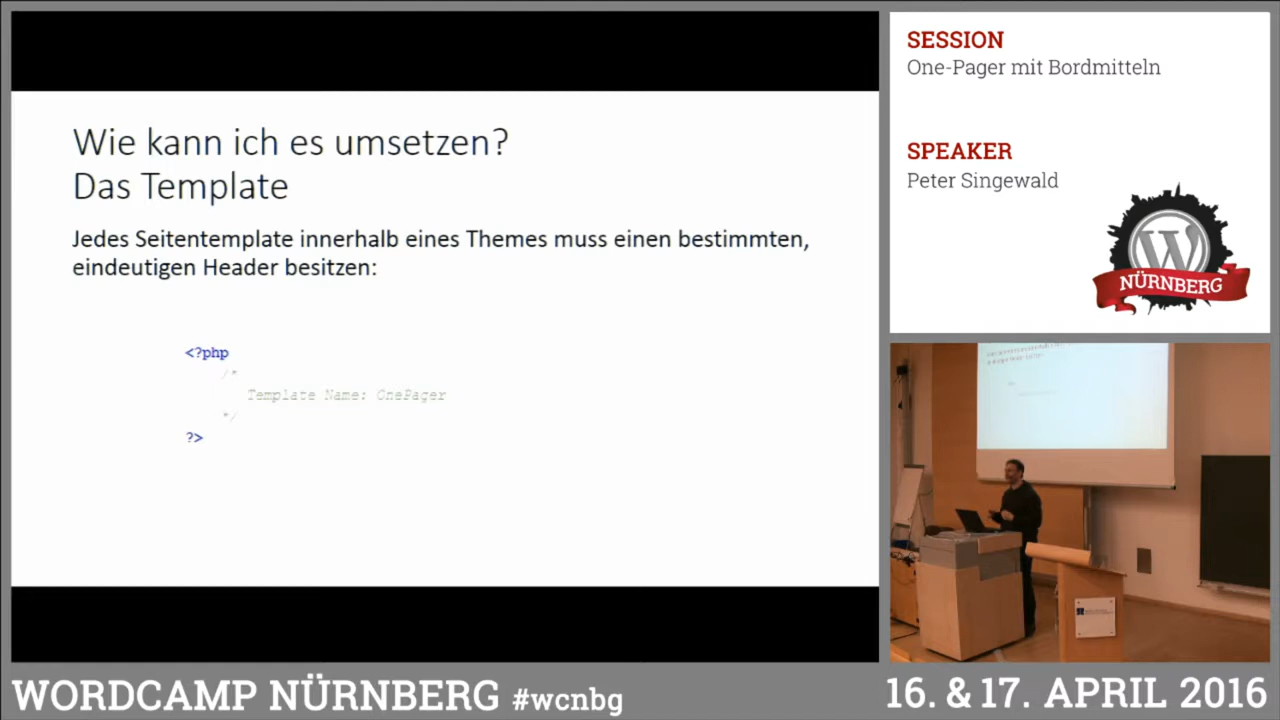 Wie kann ich es umsetzen?
Das Template
Jedes Seitentemplate innerhalb eines Themes muss einen bestimmten,
eindeutigen Header besitzen:
<?php
/*
Template Name: OnePager
*/
?>
SESSION
One-Pager mit Bordmitteln
SPEAKER
Peter Singewald
NÜRNBERG
WORDCAMP NÜRNBERG #wcnbg
16. & 17. APRIL 2016